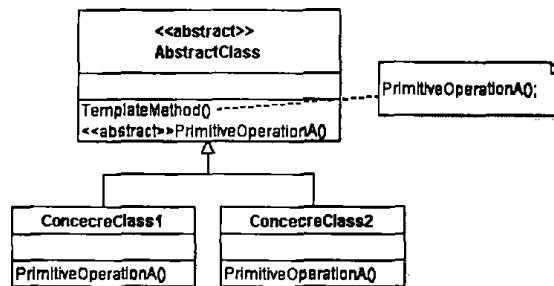 <<abstract>>
AbstractClass
TemplateMethod()
<<abstract>>PrimitiveOperationA()
PrimitiveOperationA();
ConcecreClass1
PrimitiveOperationA()
ConcecreClass2
PrimitiveOperationA()